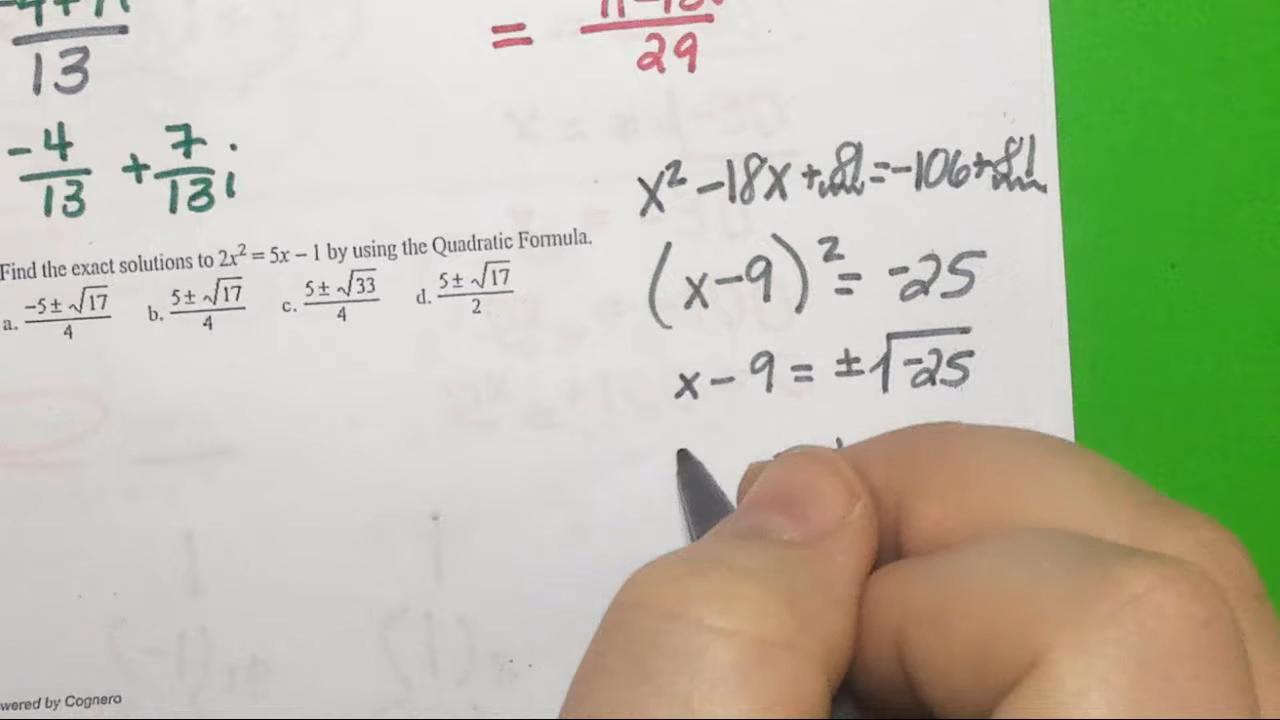 13
=
29
-4/13 + 7/13 i
Find the exact solutions to 2x² = 5x – 1 by using the Quadratic Formula.
a. (-5 ± √17)/4 b. (5 ± √17)/4 c. (5 ± √33)/4 d. (5 ± √17)/2
x² - 18x + 81 = -106 + 81
(x - 9)² = -25
x - 9 = ±√-25
wered by Cognero